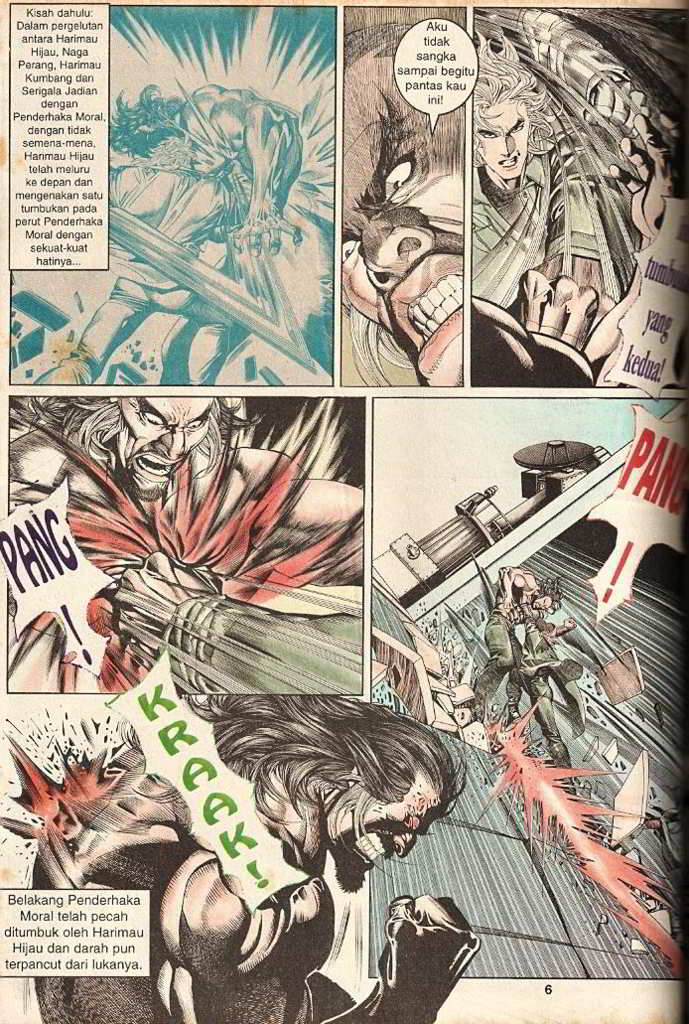 Kisah dahulu:
Dalam pergelutan
antara Harimau
Hijau, Naga
Perang, Harimau
Kumbang dan
Serigala Jadian
dengan
Penderhaka Moral,
dengan tidak
semena-mena,
Harimau Hijau
telah meluru
ke depan dan
mengenakan satu
tumbukan pada
perut Penderhaka
Moral dengan
sekuat-kuat
hatinya...
Aku
tidak
sangka
sampai begitu
pantas kau
ini!
yang
kedua!
PANG
!
PANG
!
KRAAK!
Belakang Penderhaka
Moral telah pecah
ditumbuk oleh Harimau
Hijau dan darah pun
terpancut dari lukanya.
6